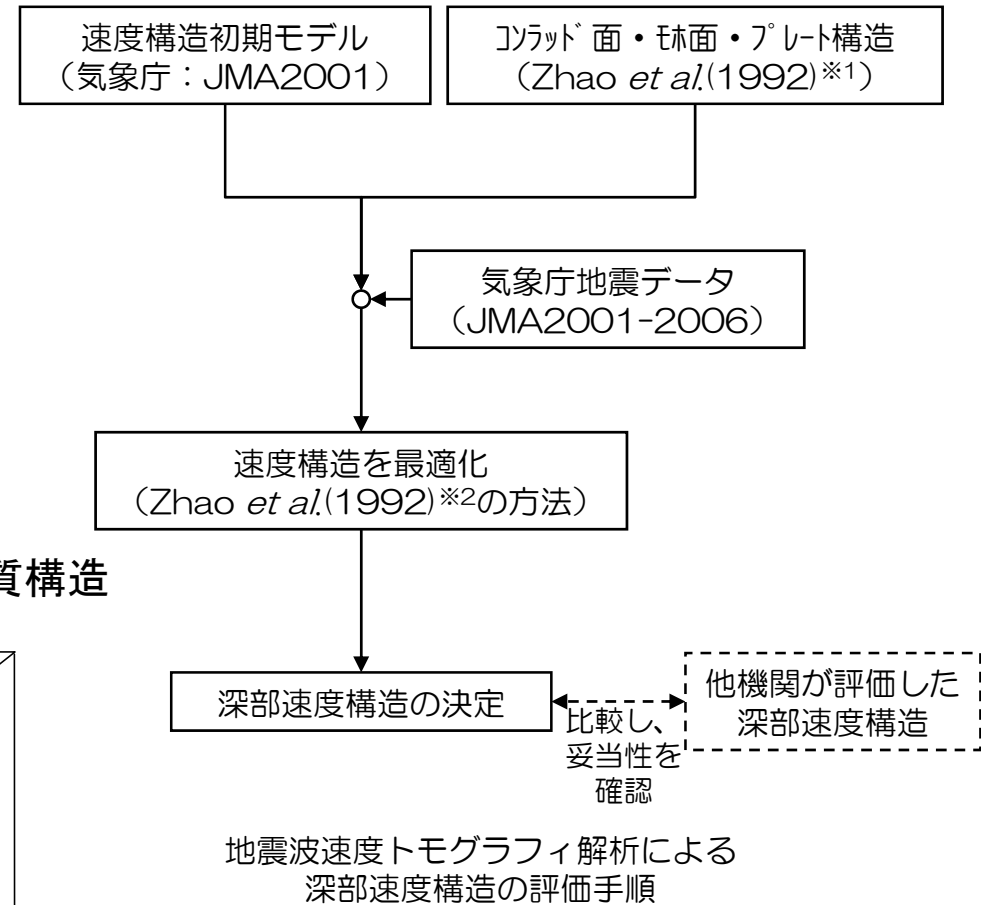 速度構造初期モデル
（気象庁：JMA2001）
ｺﾝﾗｯﾄﾞ面・ﾓﾎ面・ﾌﾟﾚｰﾄ構造
（Zhao et al.(1992)※1）
気象庁地震データ
（JMA2001-2006）
速度構造を最適化
（Zhao et al.(1992)※2の方法）
質構造
深部速度構造の決定
比較し、
妥当性を
確認
他機関が評価した
深部速度構造
地震波速度トモグラフィ解析による
深部速度構造の評価手順